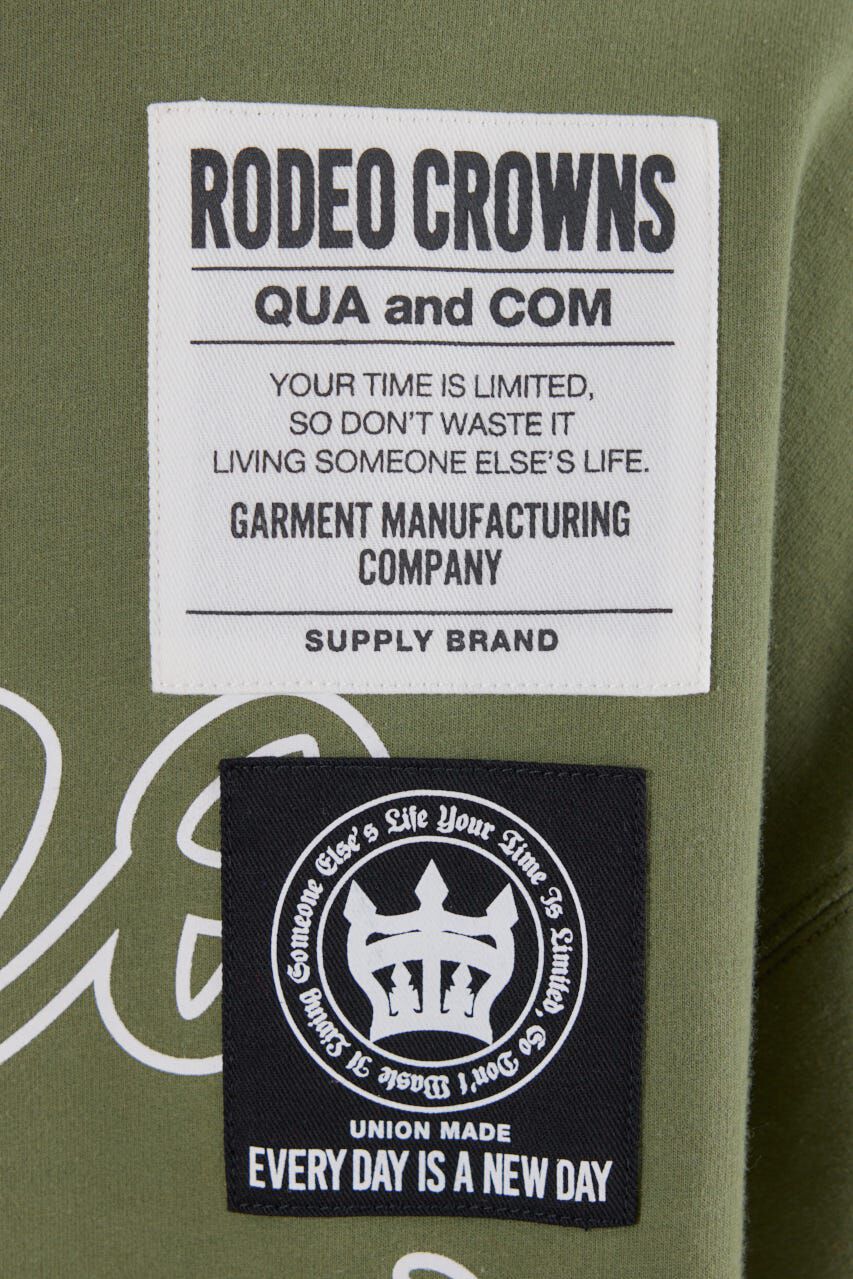 RODEO CROWNS
QUA and COM
YOUR TIME IS LIMITED,
SO DON'T WASTE IT
LIVING SOMEONE ELSE'S LIFE.
GARMENT MANUFACTURING
COMPANY
SUPPLY BRAND
Your Time Is Limited, So Don't Waste It Living Someone Else's Life
UNION MADE
EVERY DAY IS A NEW DAY